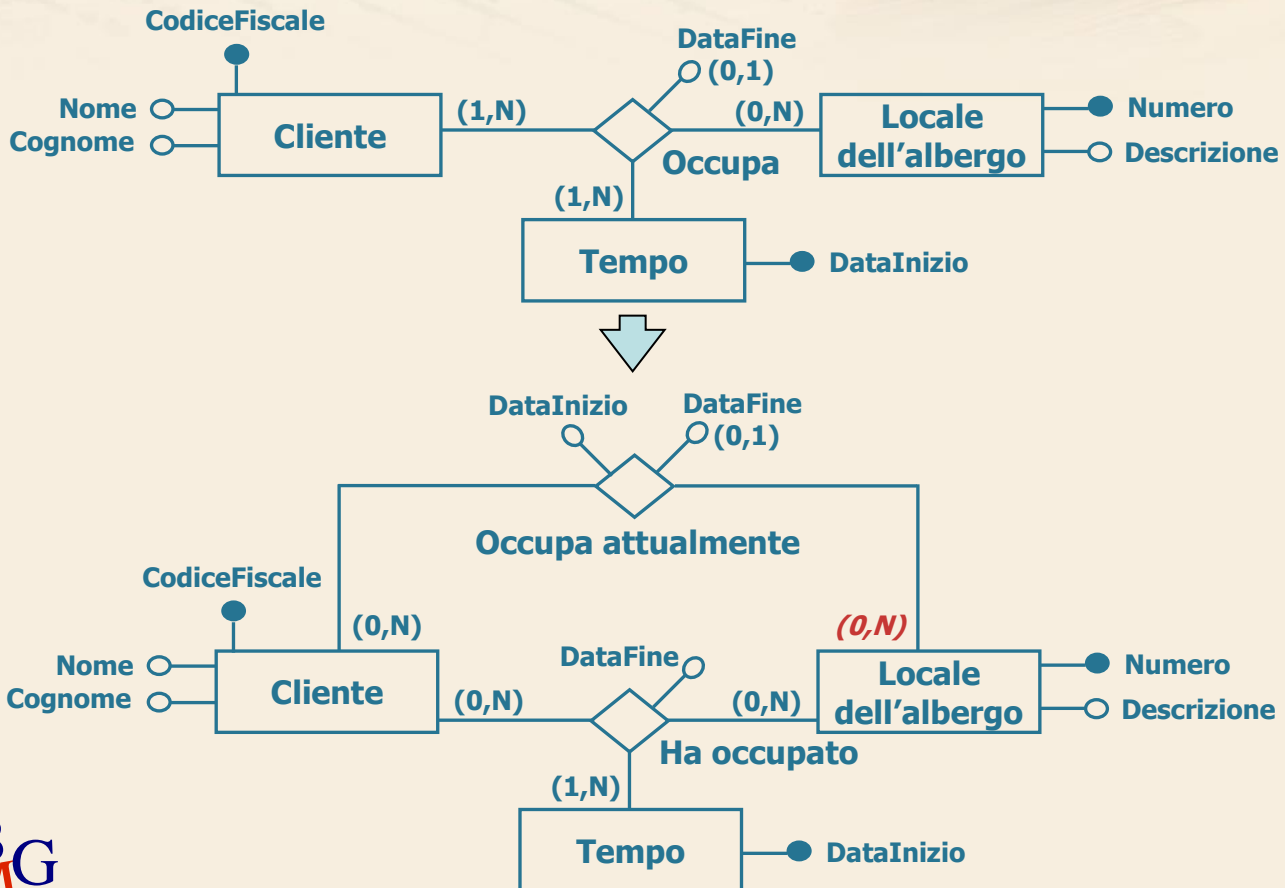 CodiceFiscale
DataFine
(0,1)
Nome
Cognome
Cliente
(1,N)
(0,N)
Occupa
Locale
dell'albergo
Numero
Descrizione
(1,N)
Tempo
DataInizio
DataInizio
DataFine
(0,1)
Occupa attualmente
CodiceFiscale
(0,N)
(0,N)
Nome
Cognome
Cliente
(0,N)
DataFine
(0,N)
Ha occupato
Locale
dell'albergo
Numero
Descrizione
(1,N)
Tempo
DataInizio
G